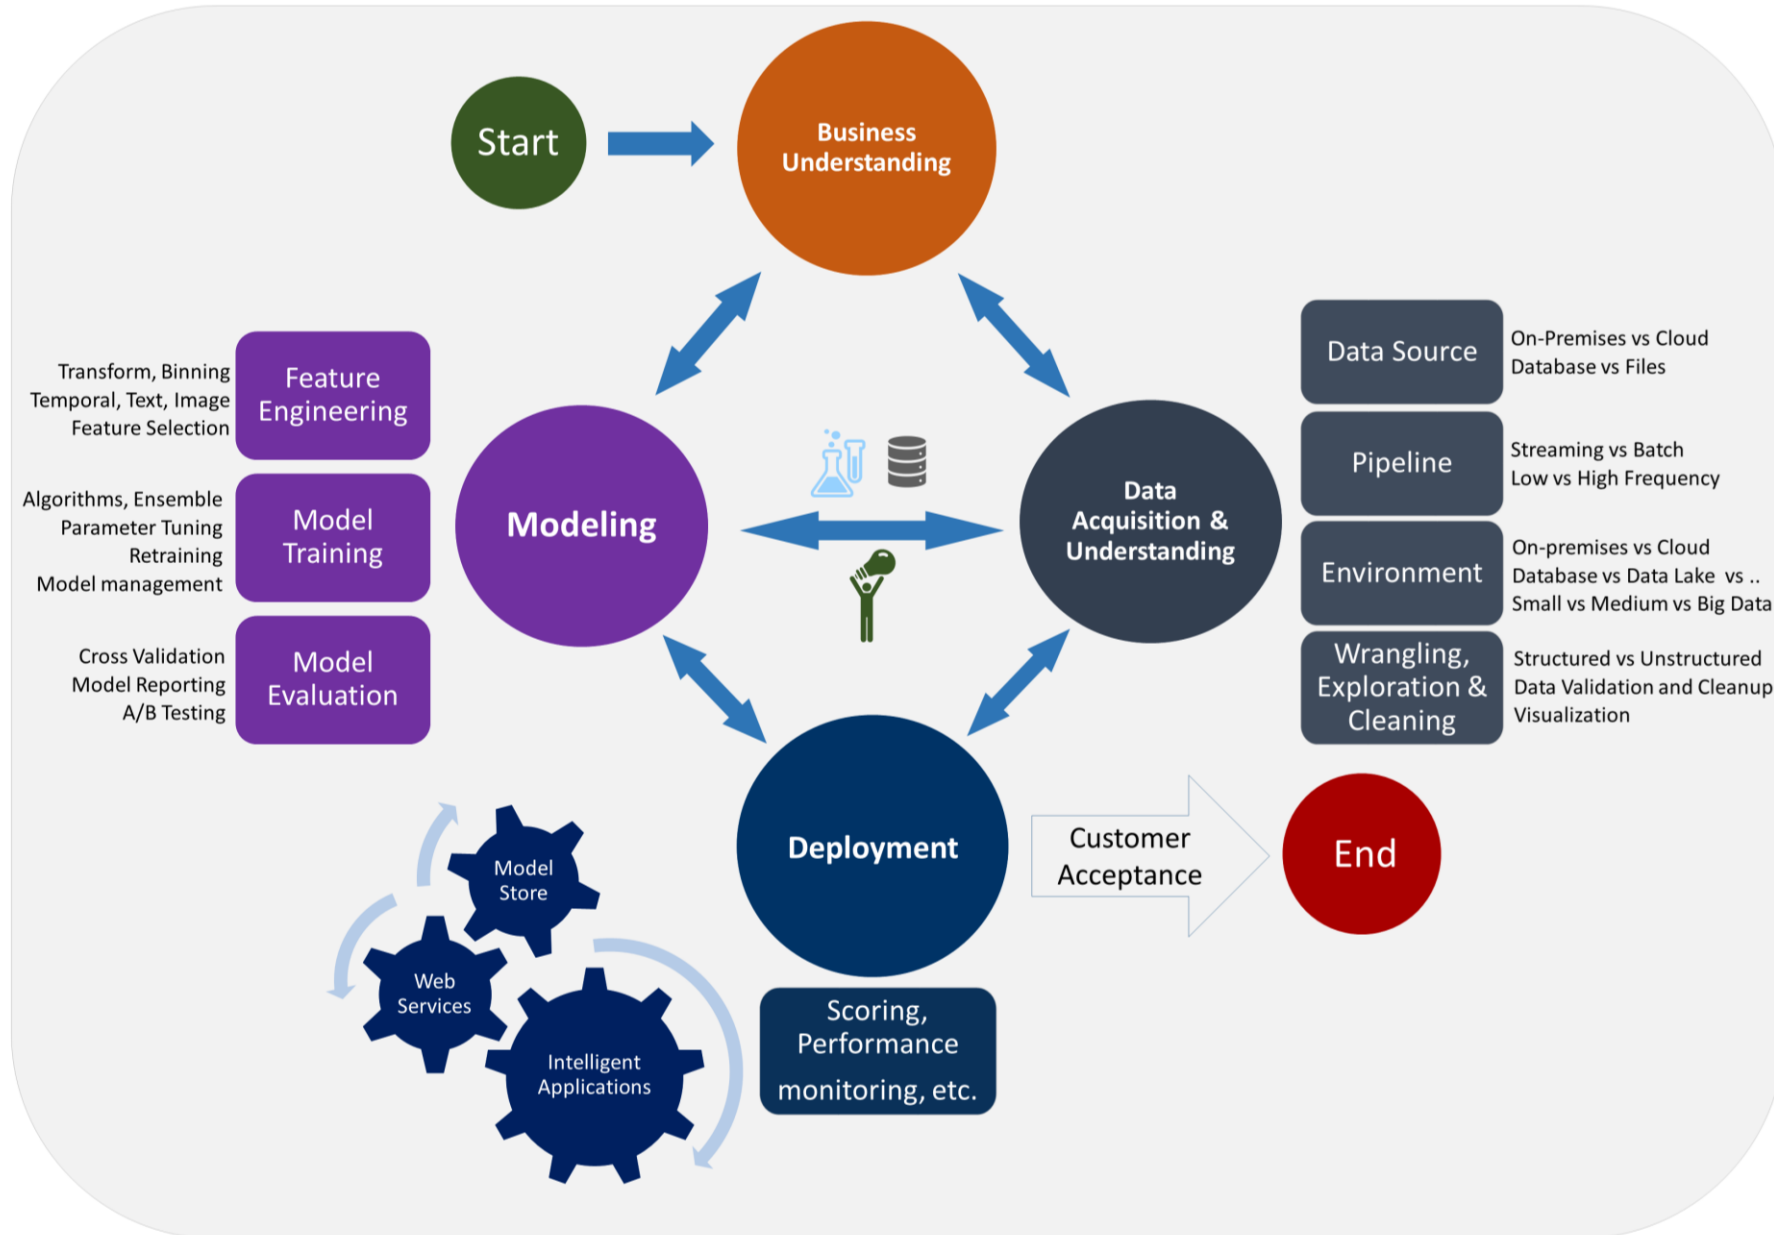 Start
Business
Understanding
Feature
Engineering
Transform, Binning
Temporal, Text, Image
Feature Selection
Model
Training
Algorithms, Ensemble
Parameter Tuning
Retraining
Model management
Model
Evaluation
Cross Validation
Model Reporting
A/B Testing
Modeling
Data
Acquisition &
Understanding
Data Source
On-Premises vs Cloud
Database vs Files
Pipeline
Streaming vs Batch
Low vs High Frequency
Environment
On-premises vs Cloud
Database vs Data Lake vs ..
Small vs Medium vs Big Data
Wrangling,
Exploration &
Cleaning
Structured vs Unstructured
Data Validation and Cleanup
Visualization
Deployment
Customer
Acceptance
End
Model
Store
Web
Services
Intelligent
Applications
Scoring,
Performance
monitoring, etc.